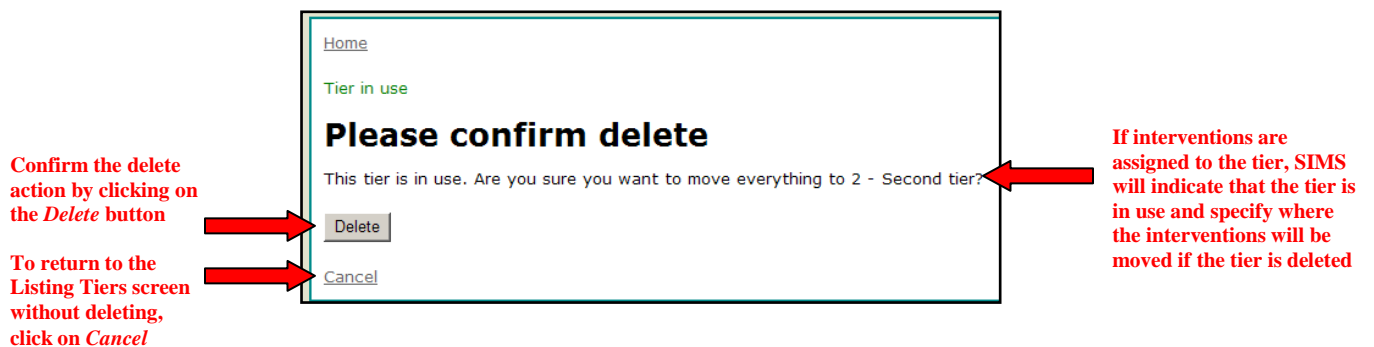 Home
Tier in use
Please confirm delete
This tier is in use. Are you sure you want to move everything to 2 - Second tier?
Delete
Cancel
Confirm the delete
action by clicking on
the Delete button
To return to the
Listing Tiers screen
without deleting,
click on Cancel
If interventions are
assigned to the tier, SIMS
will indicate that the tier is
in use and specify where
the interventions will be
moved if the tier is deleted